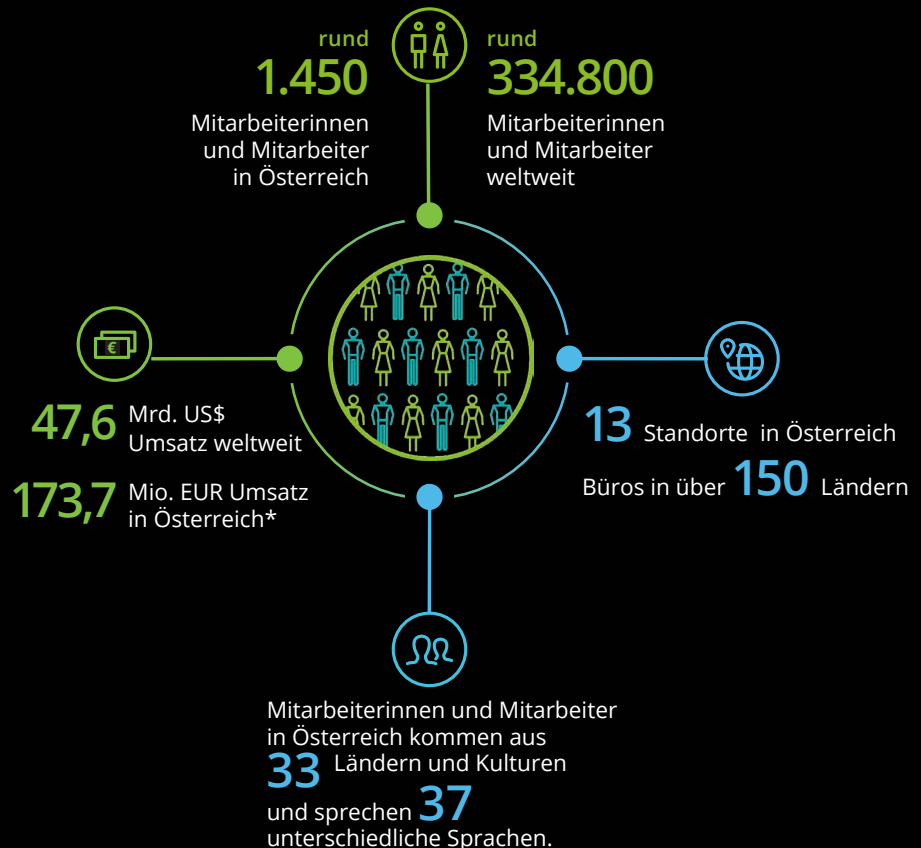 rund
1.450
Mitarbeiterinnen
und Mitarbeiter
in Österreich
rund
334.800
Mitarbeiterinnen
und Mitarbeiter
weltweit
€
47,6 Mrd. US$
Umsatz weltweit
173,7 Mio. EUR Umsatz
in Österreich*
13 Standorte in Österreich
Büros in über 150 Ländern
Mitarbeiterinnen und Mitarbeiter
in Österreich kommen aus
33 Ländern und Kulturen
und sprechen 37
unterschiedliche Sprachen.